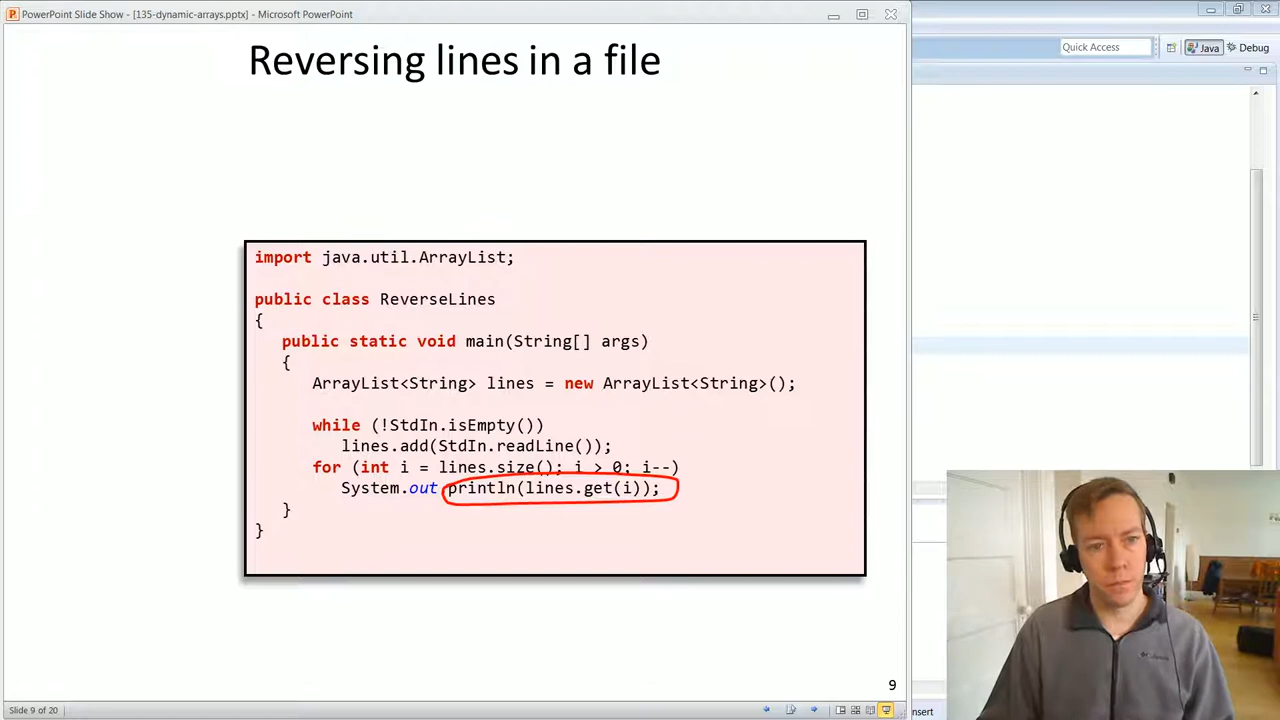 PowerPoint Slide Show - [135-dynamic-arrays.pptx] - Microsoft PowerPoint
Quick Access
Java
Debug
Reversing lines in a file
import java.util.ArrayList;
public class ReverseLines
{
public static void main(String[] args)
{
ArrayList<String> lines = new ArrayList<String>();
while (!StdIn.isEmpty())
lines.add(StdIn.readLine());
for (int i = lines.size(); i > 0; i--)
System.out println(lines.get(i));
}
}
9
Slide 9 of 20
nsert